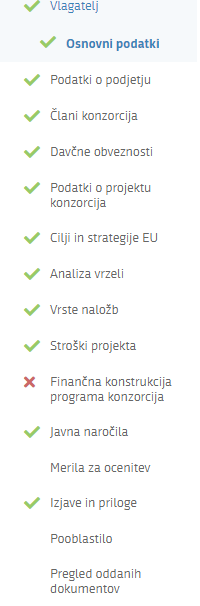 Vlagatelj
Osnovni podatki
Podatki o podjetju
Člani konzorcija
Davčne obveznosti
Podatki o projektu
konzorcija
Cilji in strategije EU
Analiza vrzeli
Vrste naložb
Stroški projekta
Finančna konstrukcija
programa konzorcija
Javna naročila
Merila za ocenitev
Izjave in priloge
Pooblastilo
Pregled oddanih
dokumentov